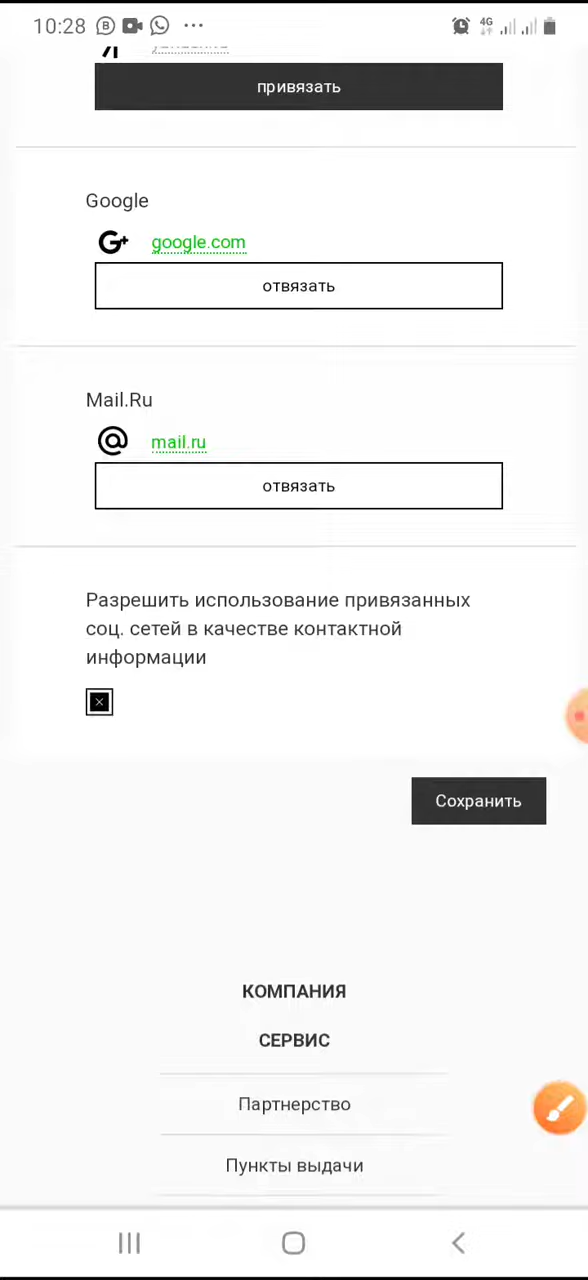 10:28
4G
привязать
Google
google.com
отвязать
Mail.Ru
mail.ru
отвязать
Разрешить использование привязанных
соц. сетей в качестве контактной
информации
Сохранить
КОМПАНИЯ
СЕРВИС
Партнерство
Пункты выдачи